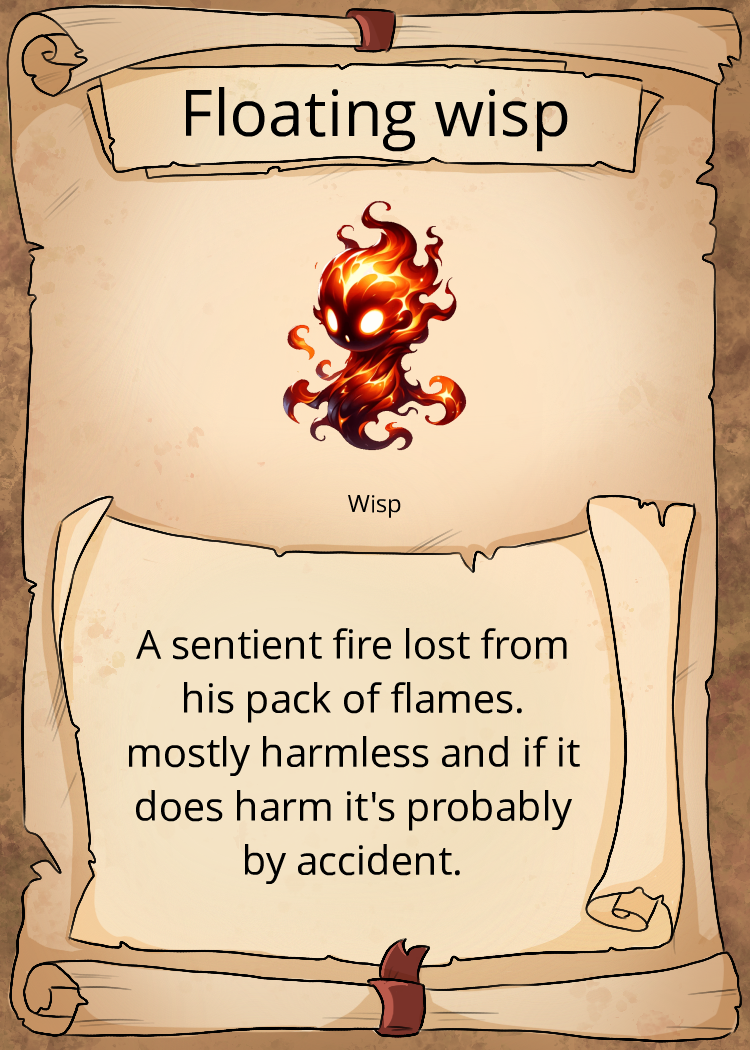 Floating wisp
Wisp
A sentient fire lost from
his pack of flames.
mostly harmless and if it
does harm it's probably
by accident.